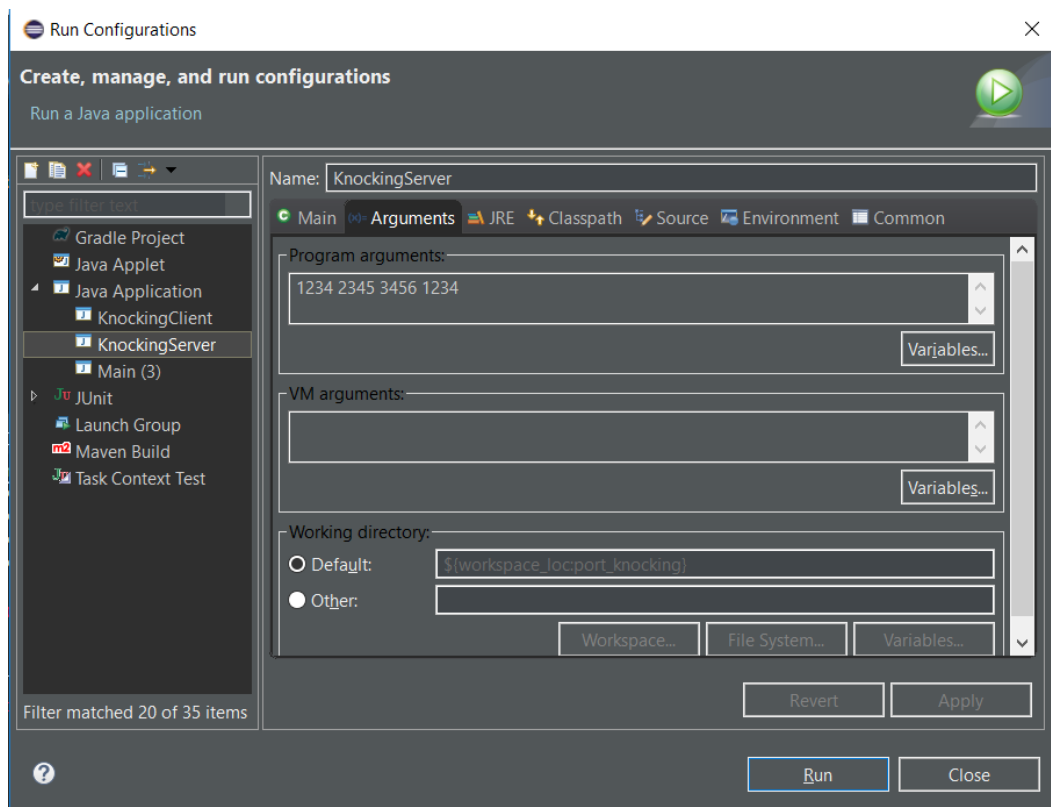 Run Configurations
Create, manage, and run configurations
Run a Java application
type filter text
Gradle Project
Java Applet
Java Application
KnockingClient
KnockingServer
Main (3)
JUnit
Launch Group
Maven Build
Task Context Test
Filter matched 20 of 35 items
Name: KnockingServer
Main Arguments JRE Classpath Source Environment Common
Program arguments:
1234 2345 3456 1234
Variables...
VM arguments:
Variables...
Working directory:
Default: ${workspace_loc:port_knocking}
Other:
Workspace... File System... Variables...
Revert Apply
Run Close